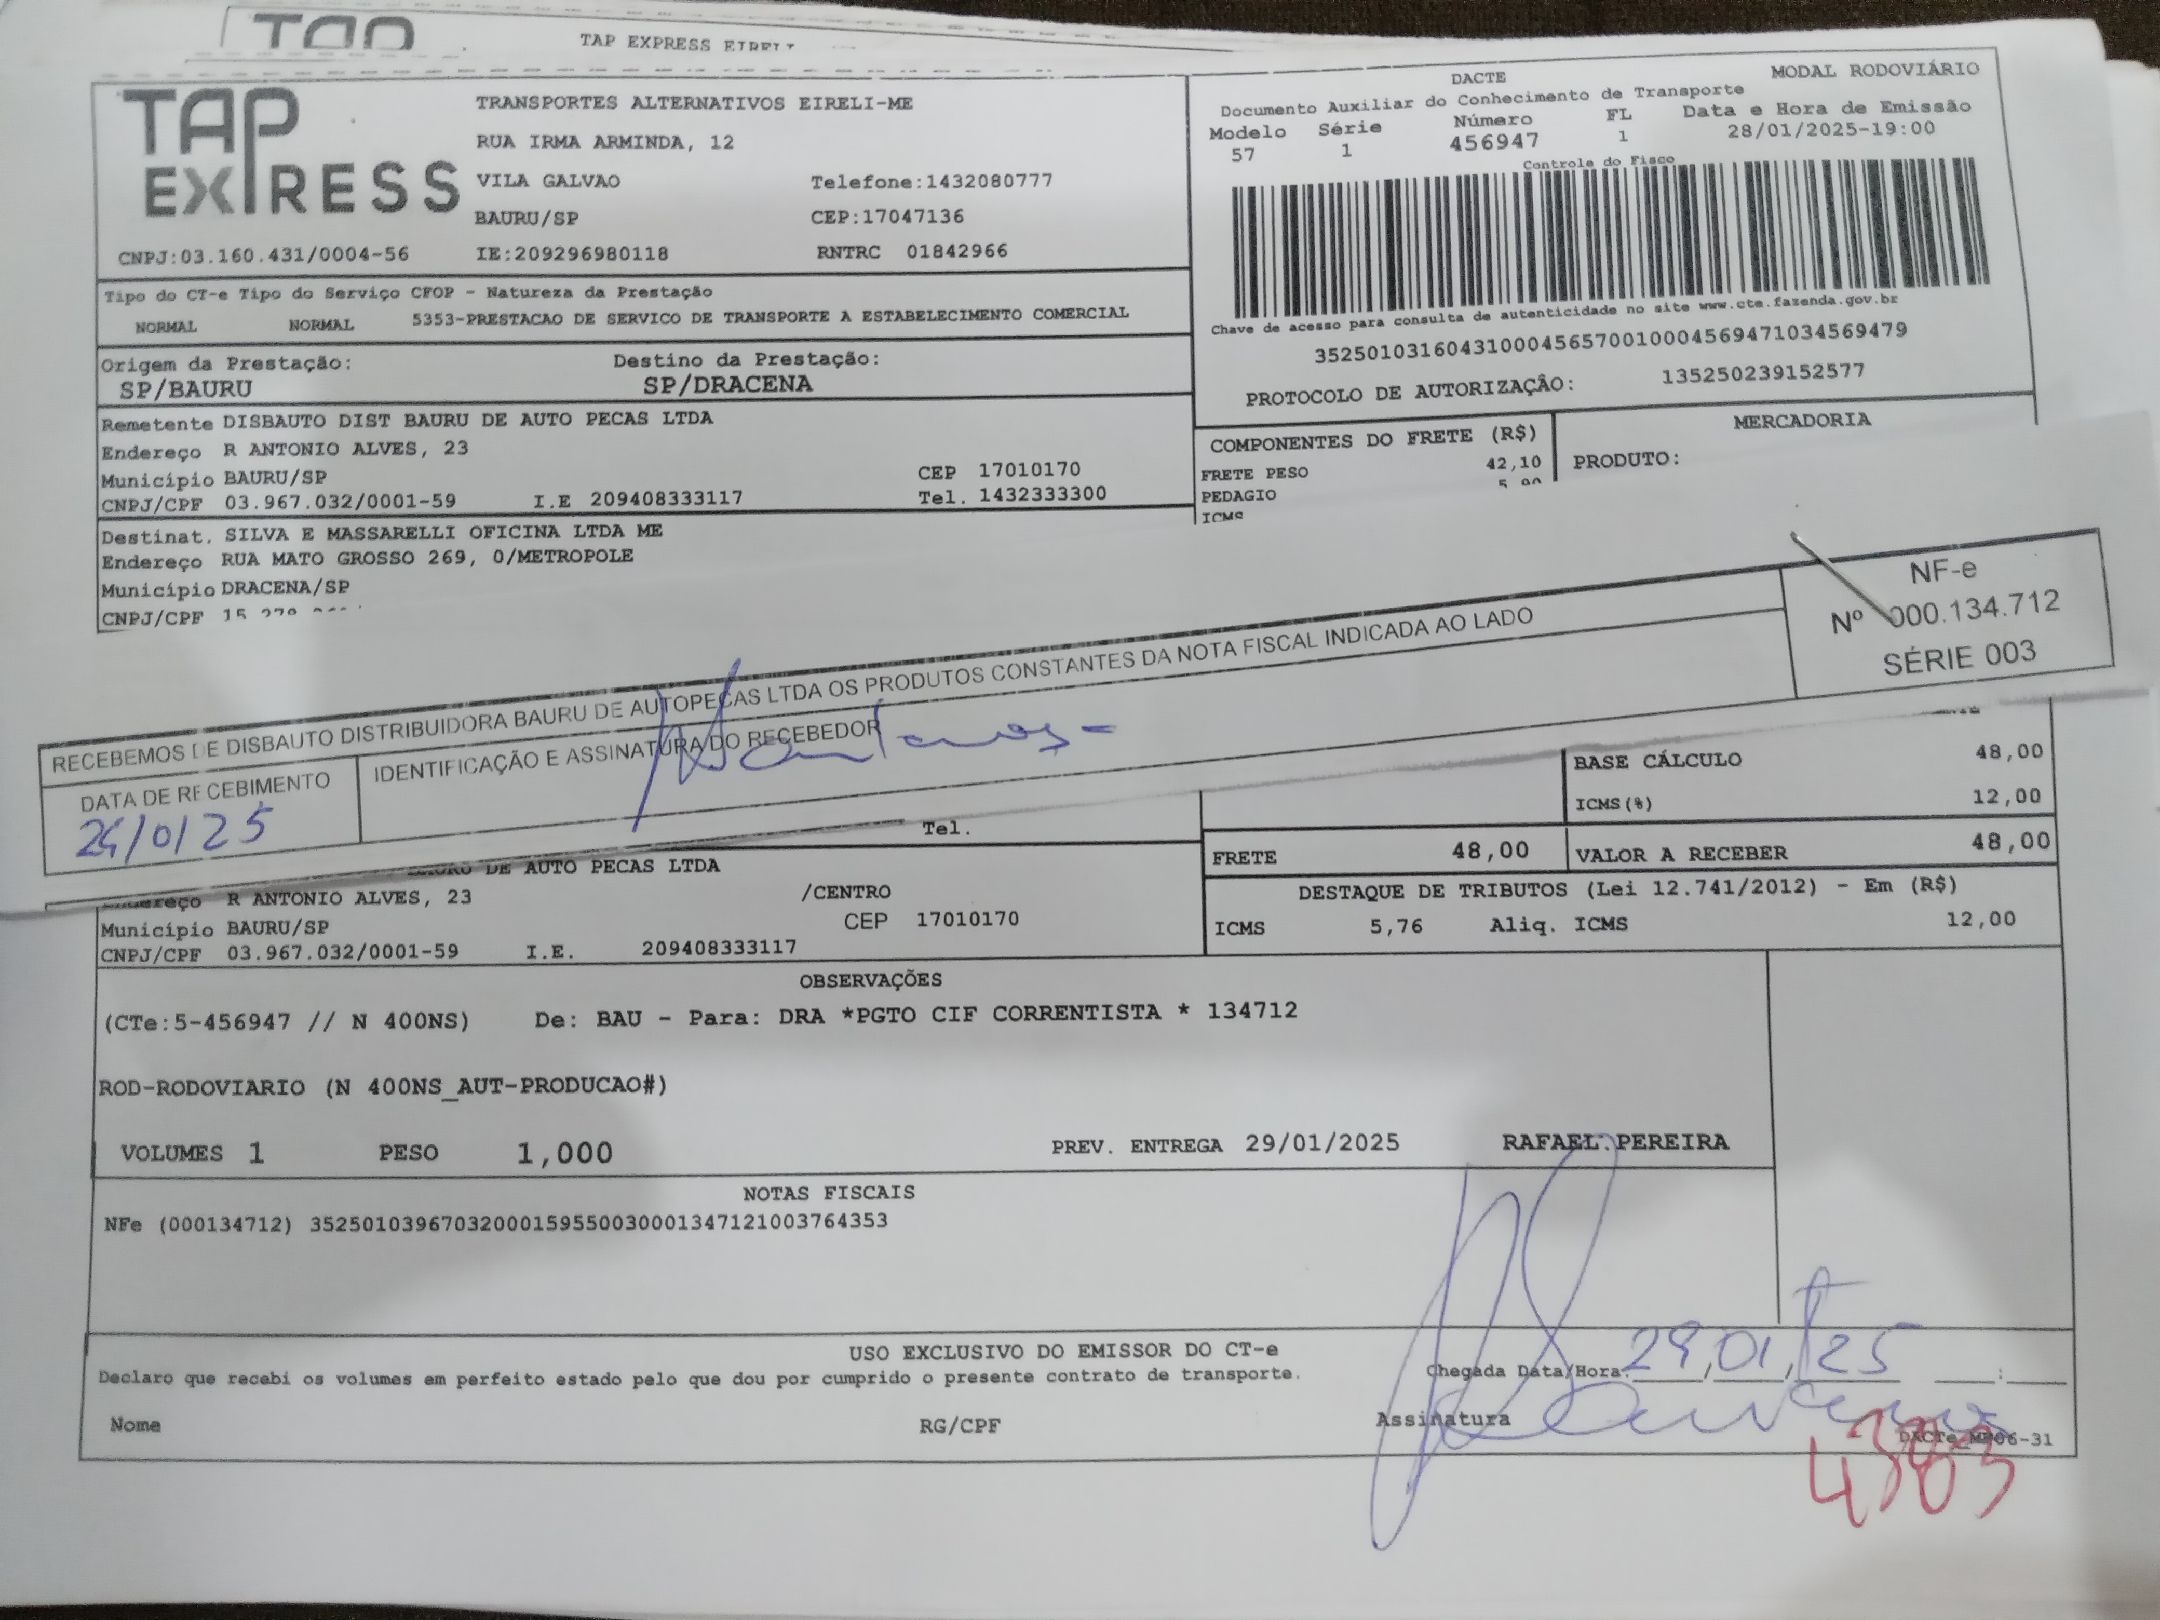 TAP EXPRESS EIRELI
TAP
EXPRESS
TRANSPORTES ALTERNATIVOS EIRELI-ME
RUA IRMA ARMINDA, 12
VILA GALVAO Telefone:1432080777
BAURU/SP CEP:17047136
CNPJ:03.160.431/0004-56 IE:209296980118 RNTRC 01842966
DACTE MODAL RODOVIÁRIO
Documento Auxiliar do Conhecimento de Transporte
Modelo Série Número FL Data e Hora de Emissão
57 1 456947 1 28/01/2025-19:00
Controle do Fisco
Chave de acesso para consulta de autenticidade no site www.cte.fazenda.gov.br
35250103160431000456570010004569471034569479
PROTOCOLO DE AUTORIZAÇÃO: 135250239152577
Tipo do CT-e Tipo do Serviço CFOP - Natureza da Prestação
NORMAL NORMAL 5353-PRESTACAO DE SERVICO DE TRANSPORTE A ESTABELECIMENTO COMERCIAL
Origem da Prestação: Destino da Prestação:
SP/BAURU SP/DRACENA
Remetente DISBAUTO DIST BAURU DE AUTO PECAS LTDA
Endereço R ANTONIO ALVES, 23
Município BAURU/SP CEP 17010170
CNPJ/CPF 03.967.032/0001-59 I.E 209408333117 Tel. 1432333300
COMPONENTES DO FRETE (R$) MERCADORIA
FRETE PESO 42,10 PRODUTO:
PEDAGIO
ICMS
Destinat. SILVA E MASSARELLI OFICINA LTDA ME
Endereço RUA MATO GROSSO 269, 0/METROPOLE
Município DRACENA/SP
CNPJ/CPF
RECEBEMOS DE DISBAUTO DISTRIBUIDORA BAURU DE AUTOPEÇAS LTDA OS PRODUTOS CONSTANTES DA NOTA FISCAL INDICADA AO LADO
NF-e
Nº 000.134.712
SÉRIE 003
DATA DE RECEBIMENTO IDENTIFICAÇÃO E ASSINATURA DO RECEBEDOR
BASE CÁLCULO 48,00
ICMS(%) 12,00
Tel.
FRETE 48,00 VALOR A RECEBER 48,00
DE AUTO PECAS LTDA
Endereço R ANTONIO ALVES, 23 /CENTRO
Município BAURU/SP CEP 17010170
CNPJ/CPF 03.967.032/0001-59 I.E. 209408333117
DESTAQUE DE TRIBUTOS (Lei 12.741/2012) - Em (R$)
ICMS 5,76 Aliq. ICMS 12,00
OBSERVAÇÕES
(CTe:5-456947 // N 400NS) De: BAU - Para: DRA *PGTO CIF CORRENTISTA * 134712
ROD-RODOVIARIO (N 400NS_AUT-PRODUCAO#)
VOLUMES 1 PESO 1,000 PREV. ENTREGA 29/01/2025 RAFAEL.PEREIRA
NOTAS FISCAIS
NFe (000134712) 35250103967032000159550030001347121003764353
USO EXCLUSIVO DO EMISSOR DO CT-e
Declaro que recebi os volumes em perfeito estado pelo que dou por cumprido o presente contrato de transporte. Chegada Data/Hora: 29/01/25
Nome RG/CPF Assinatura